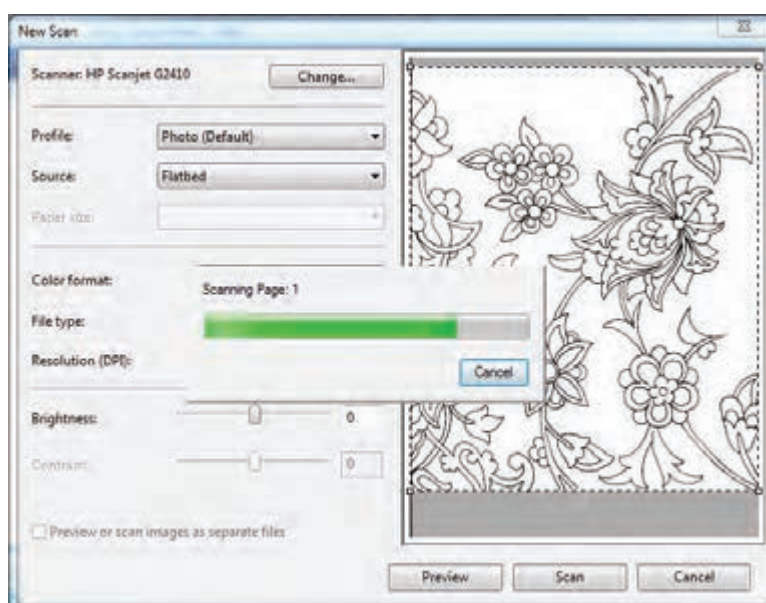 New Scan
Scanner: HP Scanjet G2410
Change...
Profile:
Photo (Default)
Source:
Flatbed
Paper size:
Color format:
Scanning Page: 1
File type:
Resolution (DPI):
Cancel
Brightness:
0
Contrast:
0
Preview or scan images as separate files
Preview
Scan
Cancel